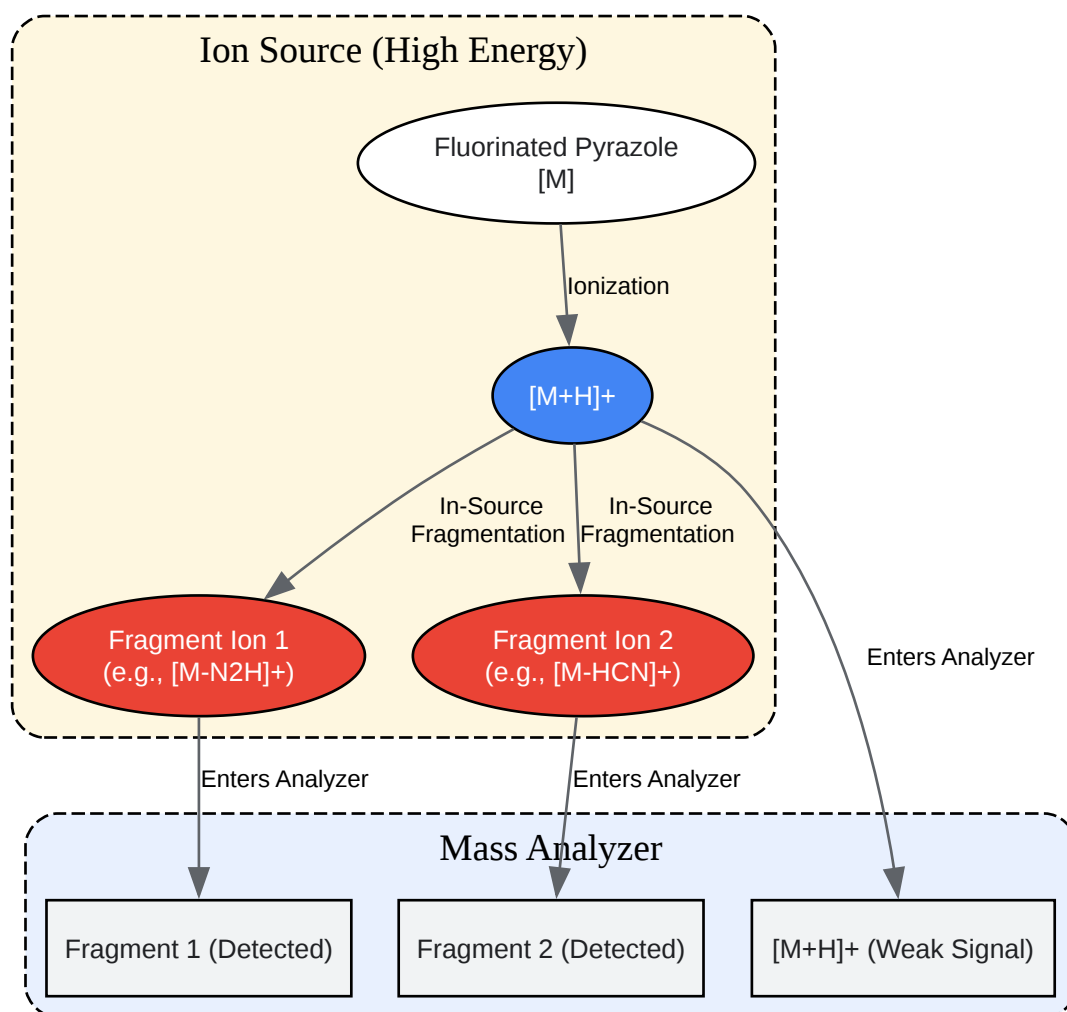 Ion Source (High Energy)
Fluorinated Pyrazole
[M]
Ionization
[M+H]+
In-Source
Fragmentation
In-Source
Fragmentation
Fragment Ion 1
(e.g., [M-N2H]+)
Fragment Ion 2
(e.g., [M-HCN]+)
Enters Analyzer
Enters Analyzer
Enters Analyzer
Mass Analyzer
Fragment 1 (Detected)
Fragment 2 (Detected)
[M+H]+ (Weak Signal)